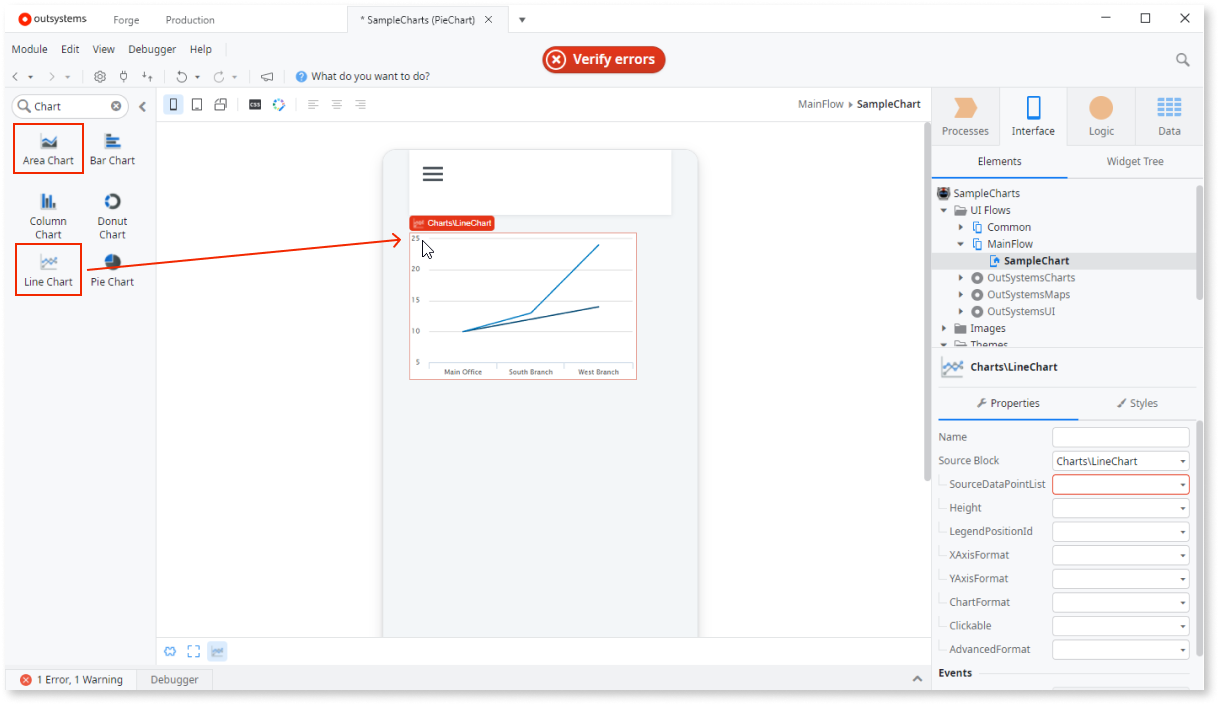 outsystems
Forge
Production
* SampleCharts (PieChart)
Module
Edit
View
Debugger
Help
Verify errors
What do you want to do?
Chart
Area Chart
Bar Chart
Column
Chart
Donut
Chart
Line Chart
Pie Chart
CSS
MainFlow
SampleChart
Charts\LineChart
25
20
15
10
5
Main Office
South Branch
West Branch
Processes
Interface
Logic
Data
Elements
Widget Tree
SampleCharts
UI Flows
Common
MainFlow
SampleChart
OutSystemsCharts
OutSystemsMaps
OutSystemsUI
Images
Themes
Charts\LineChart
Properties
Styles
Name
Source Block
Charts\LineChart
SourceDataPointList
Height
LegendPositionId
XAxisFormat
YAxisFormat
ChartFormat
Clickable
AdvancedFormat
Events
1 Error, 1 Warning
Debugger